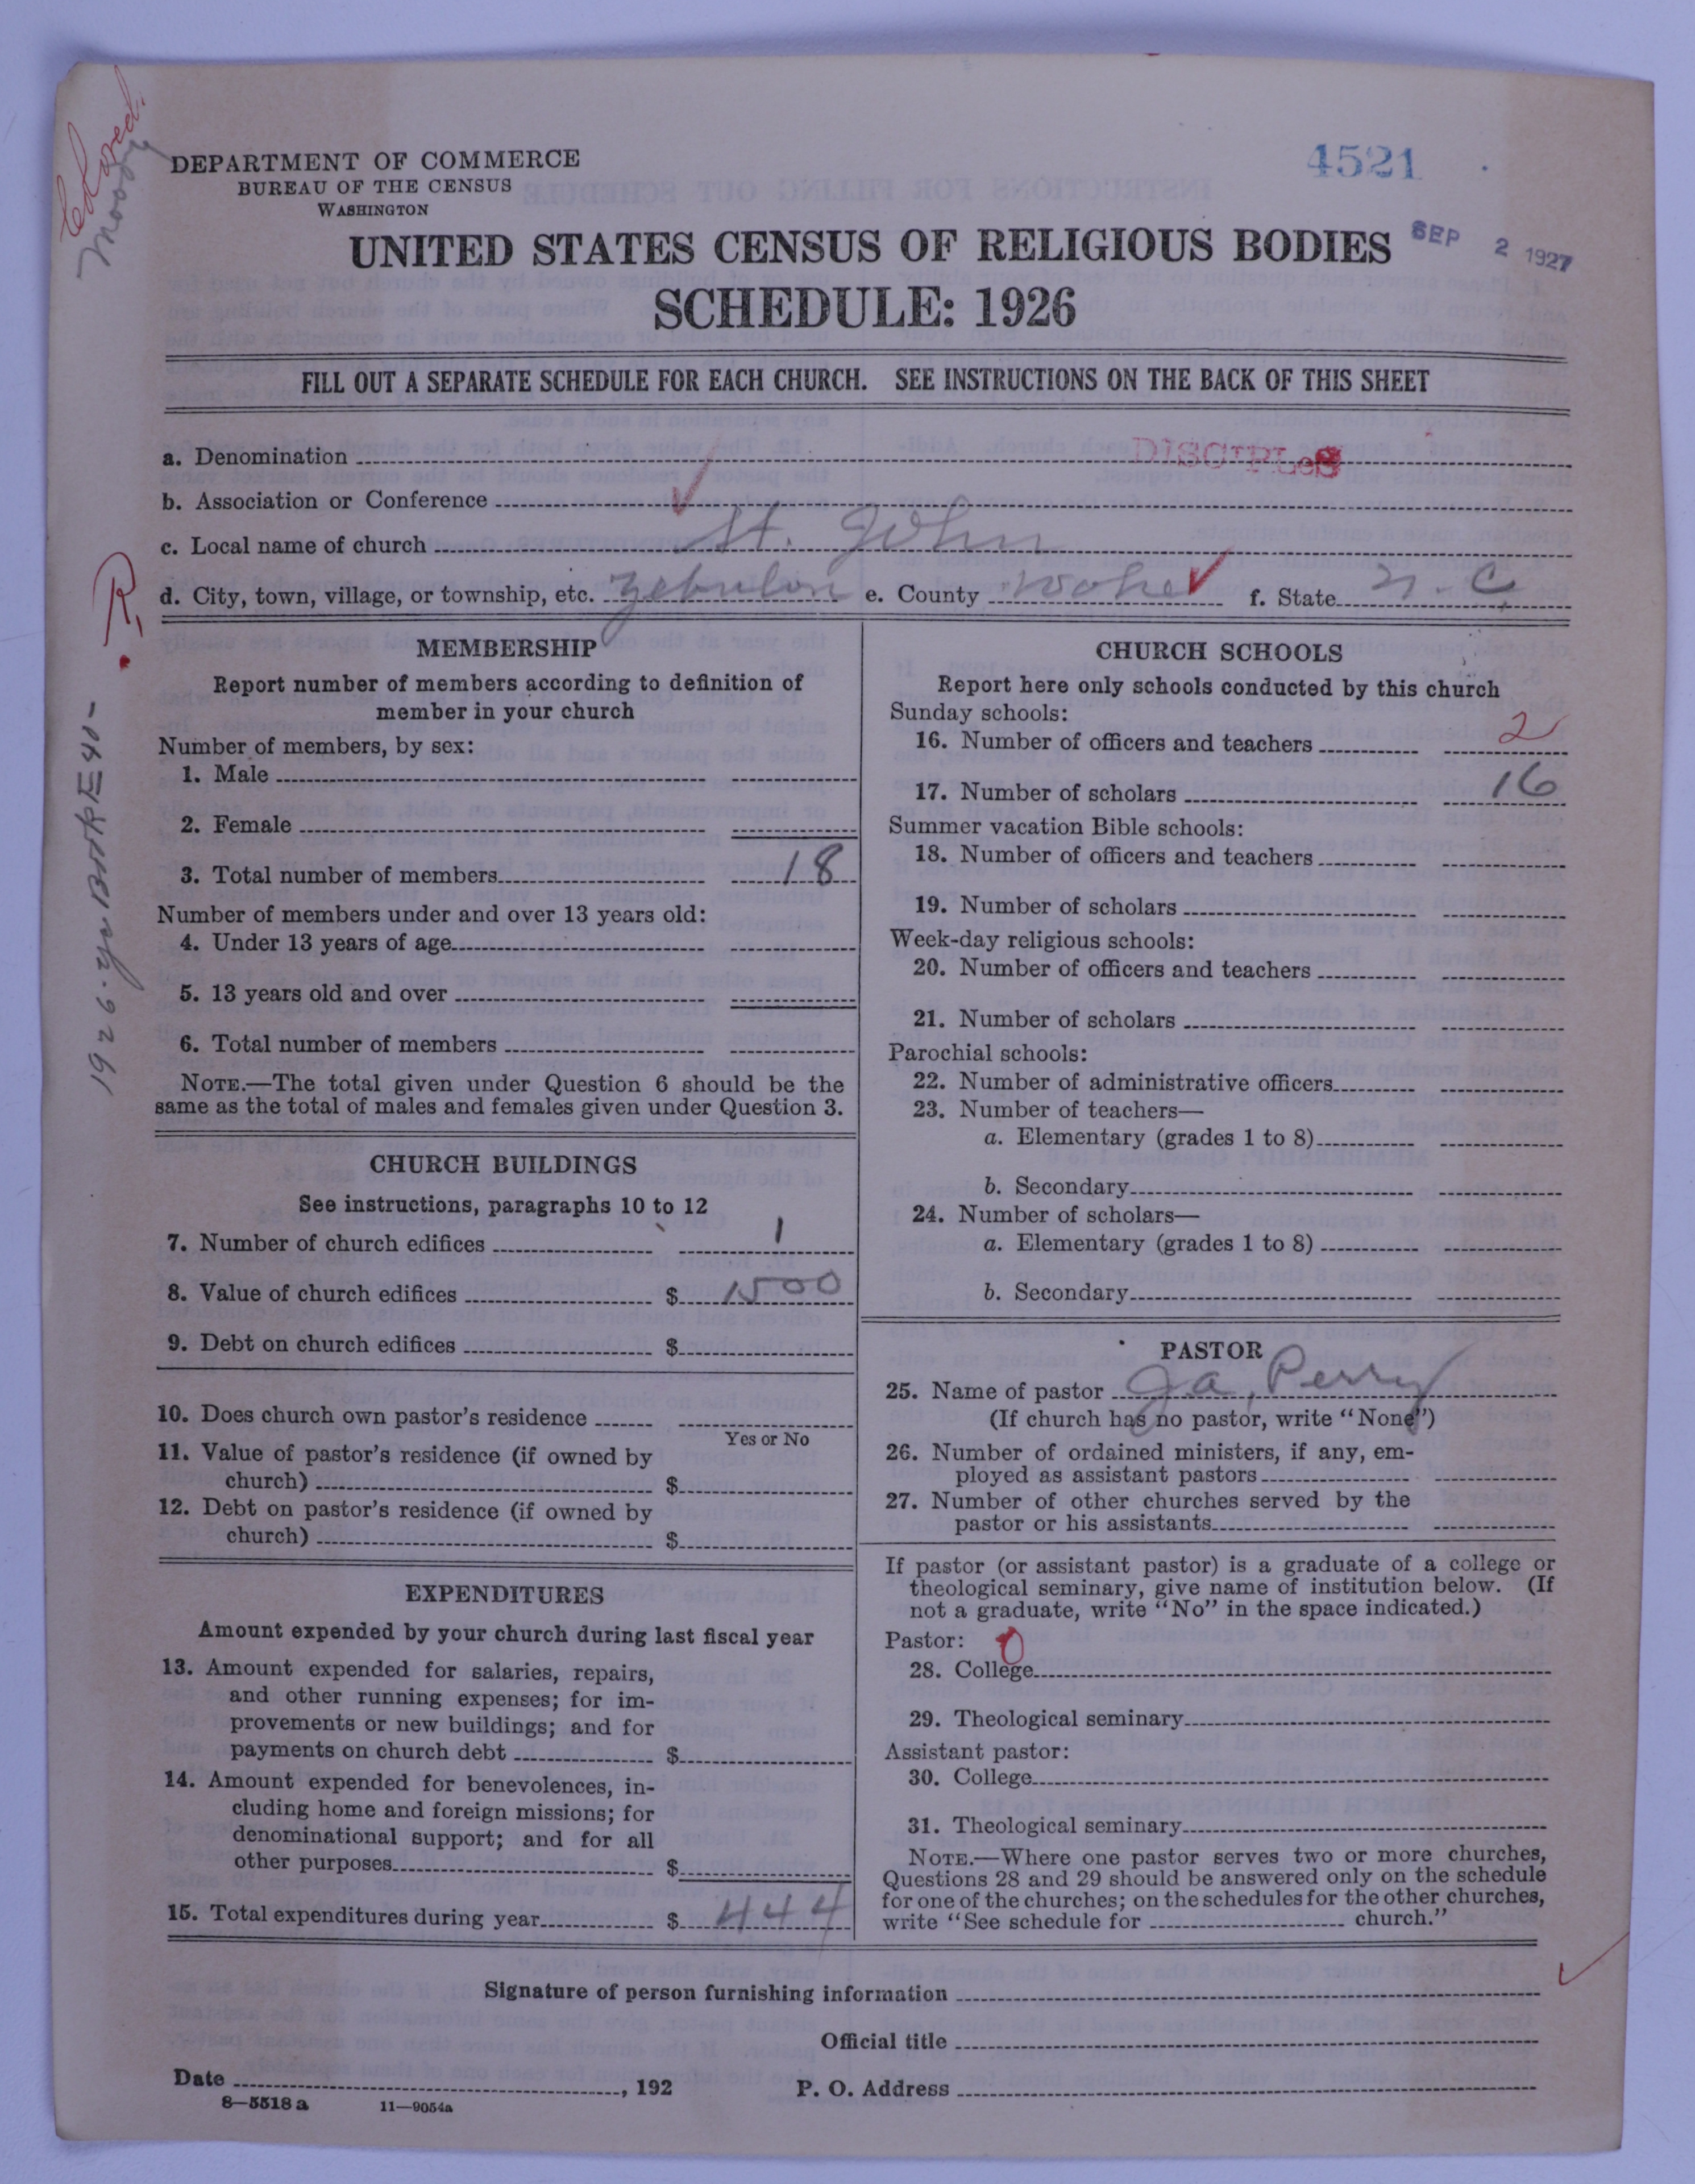 Colored.
Moody
DEPARTMENT OF COMMERCE
BUREAU OF THE CENSUS
WASHINGTON
4521
UNITED STATES CENSUS OF RELIGIOUS BODIES
SEP 2 1927
SCHEDULE: 1926
FILL OUT A SEPARATE SCHEDULE FOR EACH CHURCH. SEE INSTRUCTIONS ON THE BACK OF THIS SHEET
a. Denomination DISCIPLES
b. Association or Conference
c. Local name of church St. John
d. City, town, village, or township, etc. Zebulon e. County Wake f. State N. C.
R.
1926. Yr Book E 40 -
MEMBERSHIP
Report number of members according to definition of
member in your church
Number of members, by sex:
1. Male
2. Female
3. Total number of members 18
Number of members under and over 13 years old:
4. Under 13 years of age
5. 13 years old and over
6. Total number of members
NOTE.—The total given under Question 6 should be the
same as the total of males and females given under Question 3.
CHURCH BUILDINGS
See instructions, paragraphs 10 to 12
7. Number of church edifices 1
8. Value of church edifices $ 1500
9. Debt on church edifices $
10. Does church own pastor's residence
Yes or No
11. Value of pastor's residence (if owned by
church) $
12. Debt on pastor's residence (if owned by
church) $
EXPENDITURES
Amount expended by your church during last fiscal year
13. Amount expended for salaries, repairs,
and other running expenses; for im-
provements or new buildings; and for
payments on church debt $
14. Amount expended for benevolences, in-
cluding home and foreign missions; for
denominational support; and for all
other purposes $
15. Total expenditures during year $ 444
CHURCH SCHOOLS
Report here only schools conducted by this church
Sunday schools:
16. Number of officers and teachers 2
17. Number of scholars 16
Summer vacation Bible schools:
18. Number of officers and teachers
19. Number of scholars
Week-day religious schools:
20. Number of officers and teachers
21. Number of scholars
Parochial schools:
22. Number of administrative officers
23. Number of teachers—
a. Elementary (grades 1 to 8)
b. Secondary
24. Number of scholars—
a. Elementary (grades 1 to 8)
b. Secondary
PASTOR
25. Name of pastor J. A. Perry
(If church has no pastor, write "None")
26. Number of ordained ministers, if any, em-
ployed as assistant pastors
27. Number of other churches served by the
pastor or his assistants
If pastor (or assistant pastor) is a graduate of a college or
theological seminary, give name of institution below. (If
not a graduate, write "No" in the space indicated.)
Pastor: 0
28. College
29. Theological seminary
Assistant pastor:
30. College
31. Theological seminary
NOTE.—Where one pastor serves two or more churches,
Questions 28 and 29 should be answered only on the schedule
for one of the churches; on the schedules for the other churches,
write "See schedule for church."
Signature of person furnishing information
Official title
Date , 192 P. O. Address
8—5518 a 11—9054a